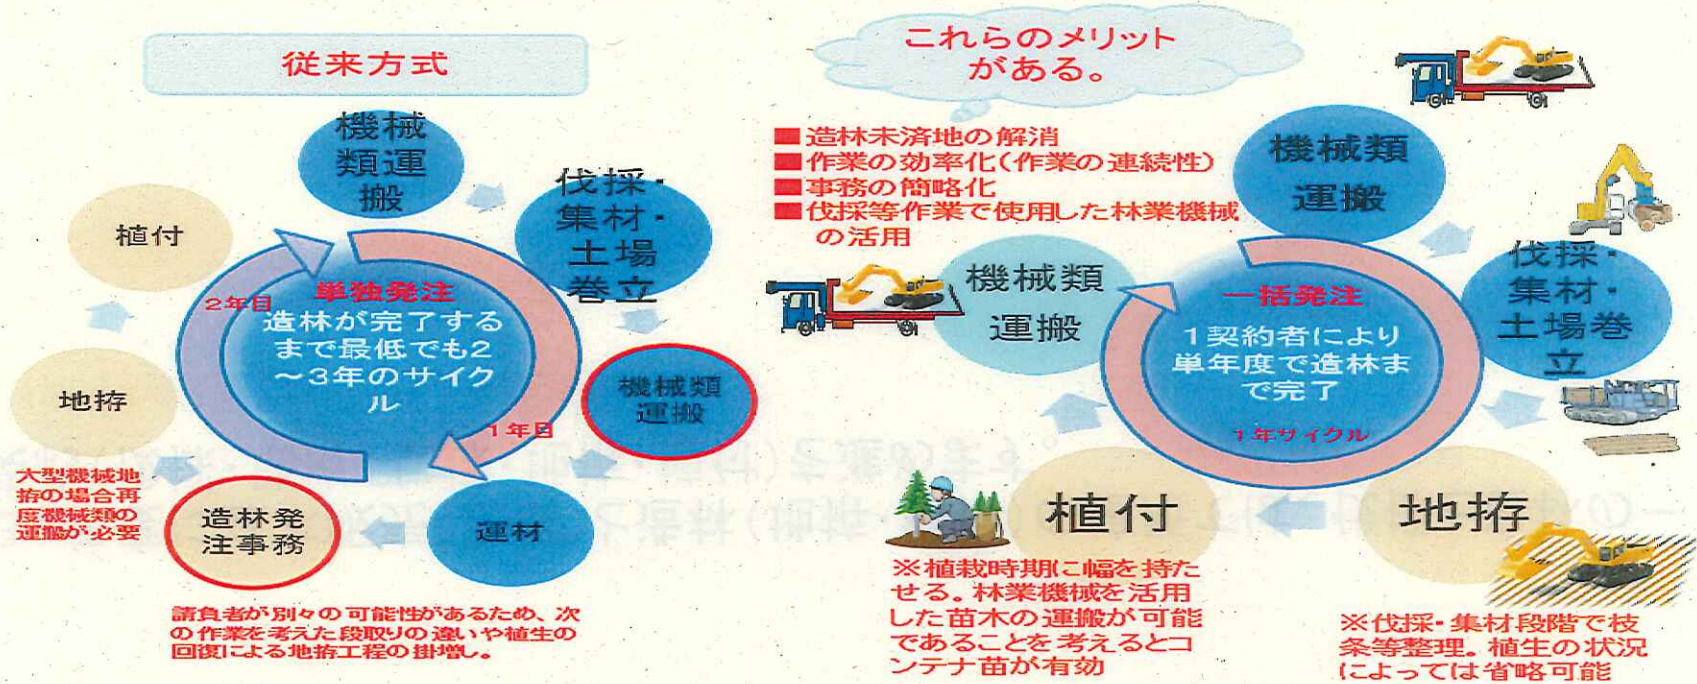 従来方式
機械
類運
搬
伐採・
集材・
土場
巻立
機械類
運搬
運材
造林発
注事務
地拵
植付
単独発注
造林が完了する
まで最低でも2
～3年のサイク
ル
2年目
1年目
大型機械地
拵の場合再
度機械類の
運搬が必要
請負者が別々の可能性があるため、次
の作業を考えた段取りの違いや植生の
回復による地拵工程の掛増し。
これらのメリット
がある。
■造林未済地の解消
■作業の効率化(作業の連続性)
■事務の簡略化
■伐採等作業で使用した林業機械
の活用
機械類
運搬
伐採・
集材・
土場巻
立
地拵
植付
機械類
運搬
一括発注
1契約者により
単年度で造林ま
で完了
1年サイクル
※植栽時期に幅を持た
せる。林業機械を活用
した苗木の運搬が可能
であることを考えるとコ
ンテナ苗が有効
※伐採・集材段階で枝
条等整理。植生の状況
によっては省略可能